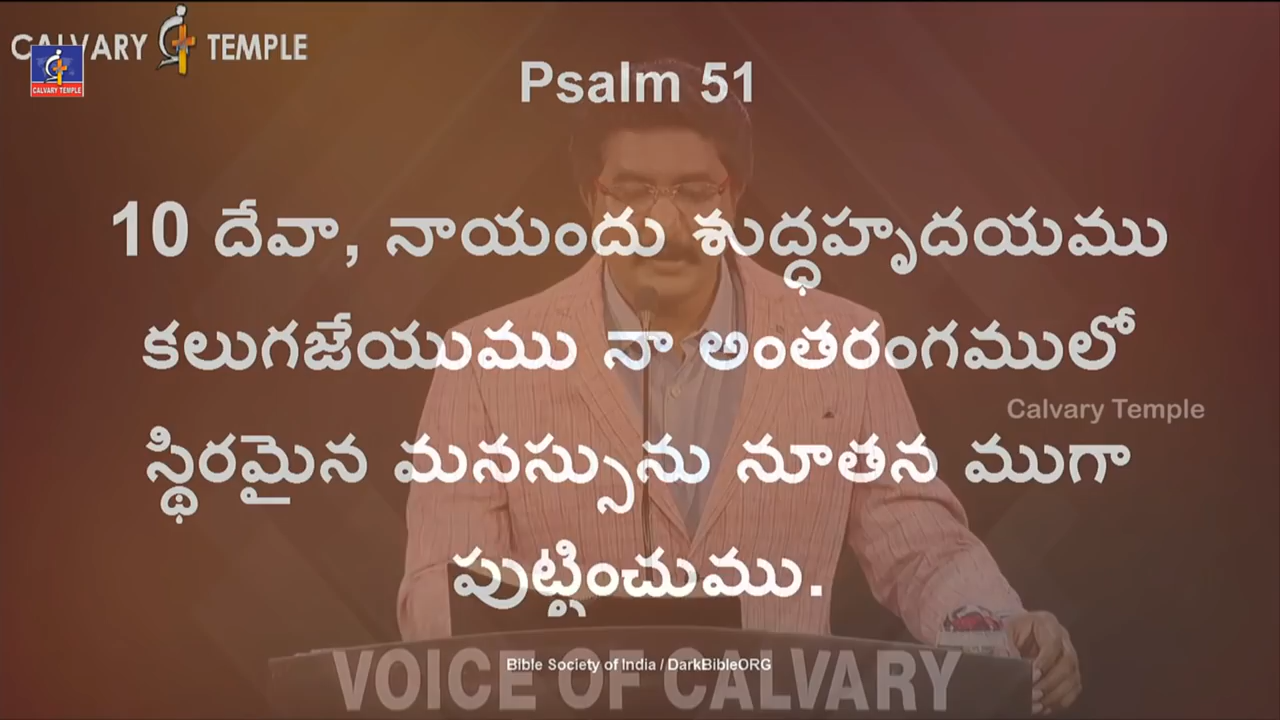 CALVARY TEMPLE
CALVARY TEMPLE
Psalm 51
10 దేవా, నాయందు శుద్ధహృదయము
కలుగజేయుము నా అంతరంగములో
Calvary Temple
స్థిరమైన మనస్సును నూతన ముగా
పుట్టించుము.
Bible Society of India / DarkBibleORG
VOICE OF CALVARY